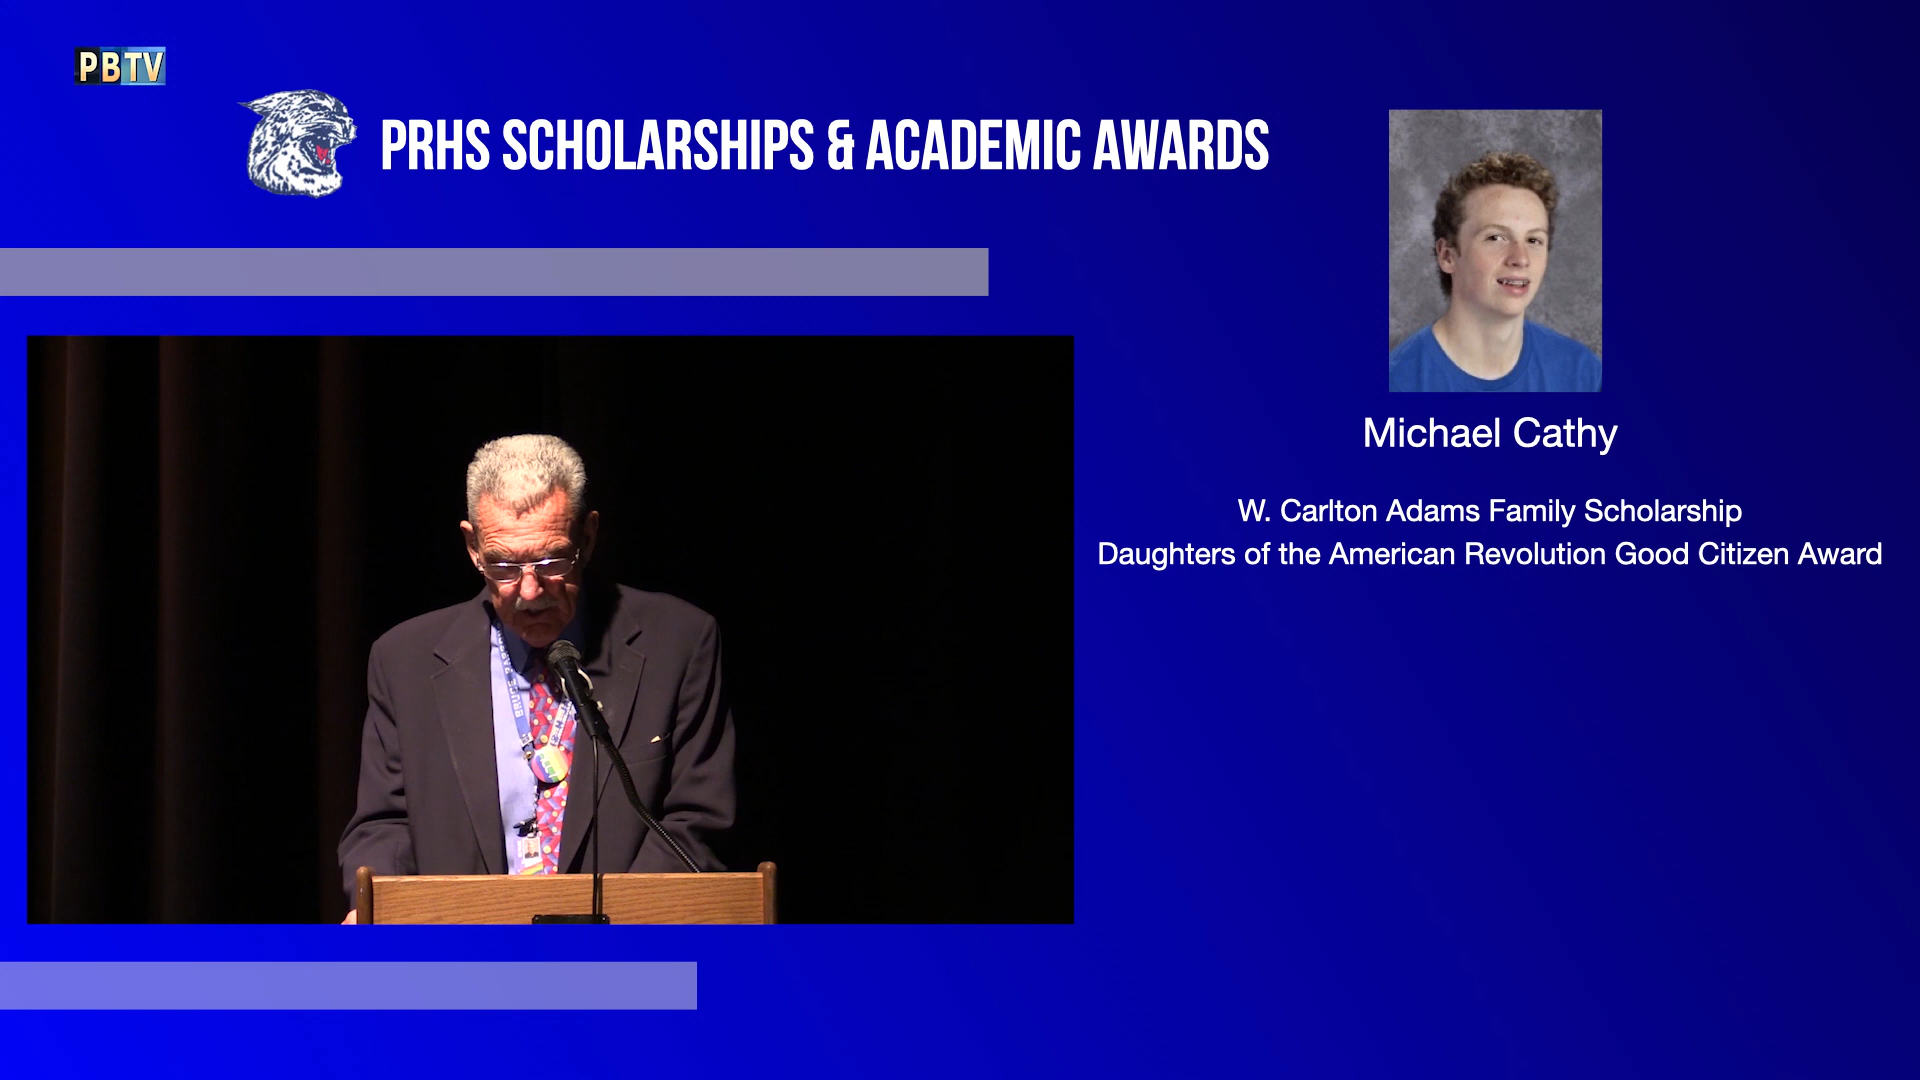 PBTV
PRHS SCHOLARSHIPS & ACADEMIC AWARDS
Michael Cathy
W. Carlton Adams Family Scholarship
Daughters of the American Revolution Good Citizen Award